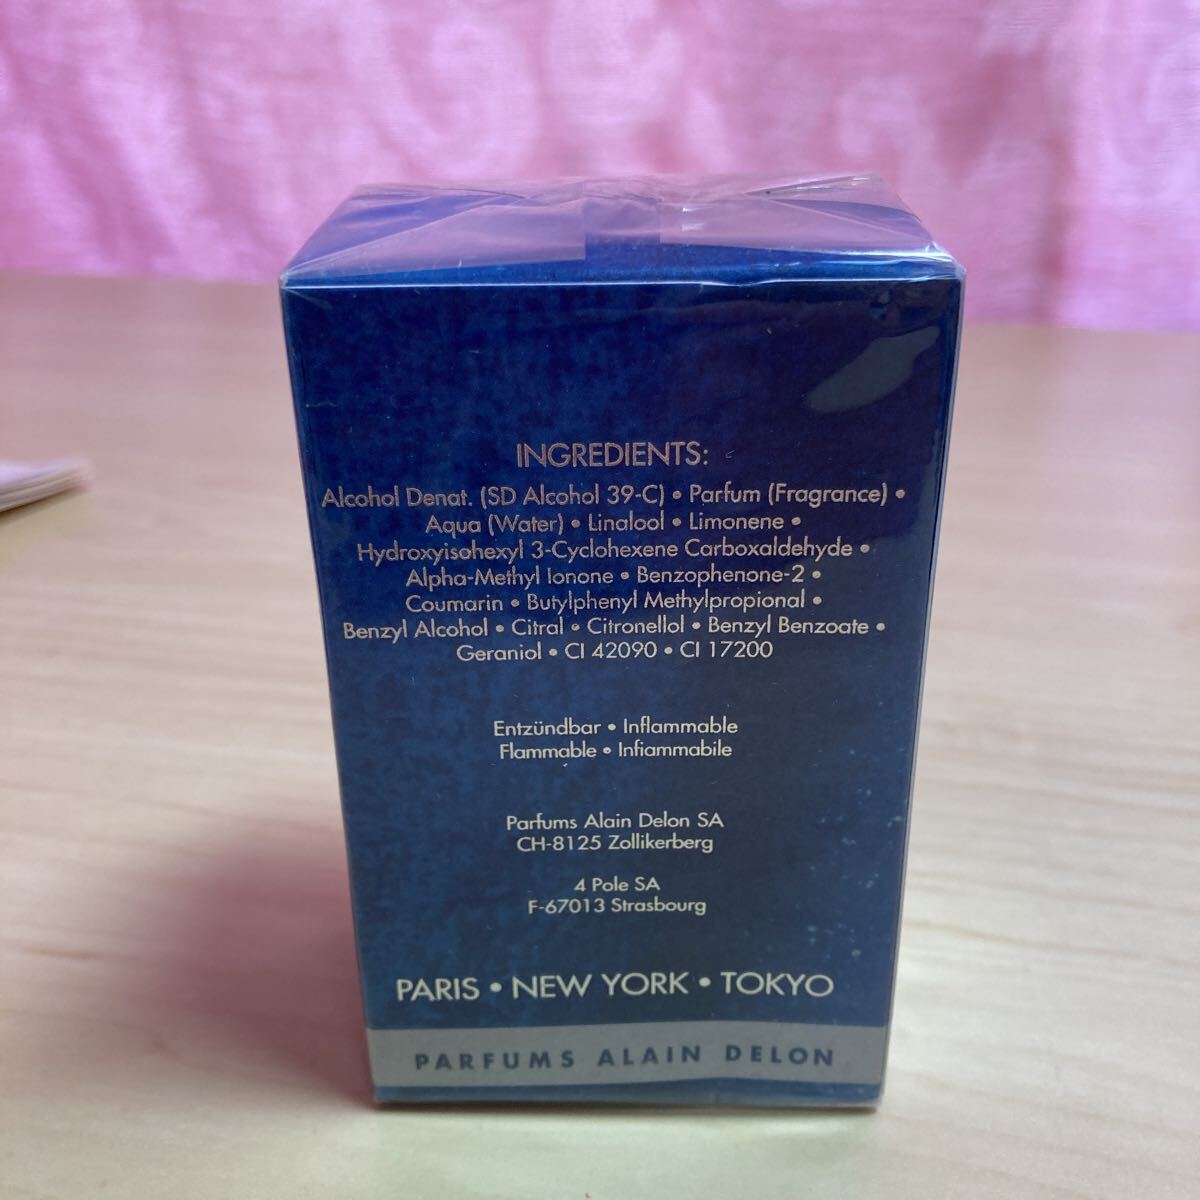 INGREDIENTS:
Alcohol Denat. (SD Alcohol 39-C) • Parfum (Fragrance) •
Aqua (Water) • Linalool • Limonene •
Hydroxyisohexyl 3-Cyclohexene Carboxaldehyde •
Alpha-Methyl Ionone • Benzophenone-2 •
Coumarin • Butylphenyl Methylpropional •
Benzyl Alcohol • Citral • Citronellol • Benzyl Benzoate •
Geraniol • CI 42090 • CI 17200
Entzündbar • Inflammable
Flammable • Infiammabile
Parfums Alain Delon SA
CH-8125 Zollikerberg
4 Pole SA
F-67013 Strasbourg
PARIS • NEW YORK • TOKYO
PARFUMS ALAIN DELON